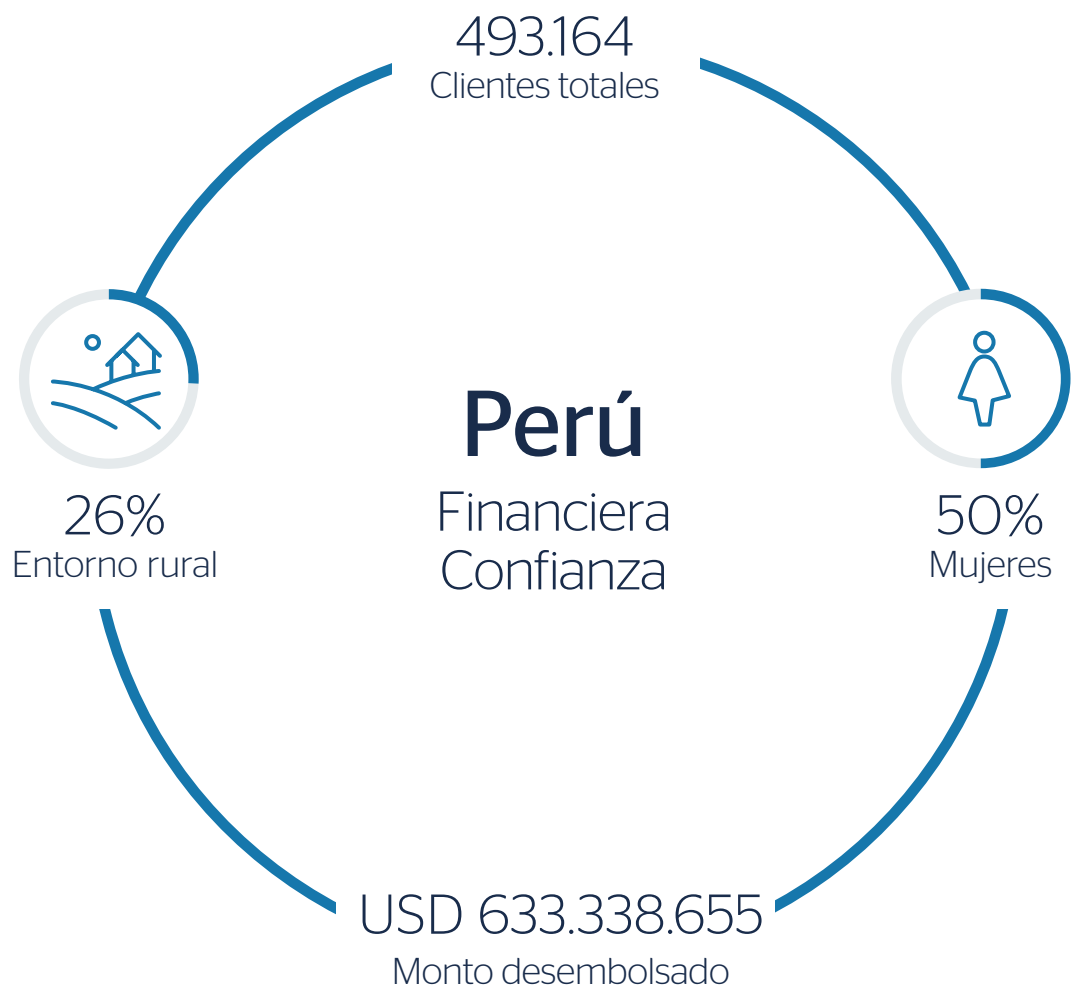 493.164
Clientes totales
Perú
Financiera
Confianza
26%
Entorno rural
50%
Mujeres
USD 633.338.655
Monto desembolsado